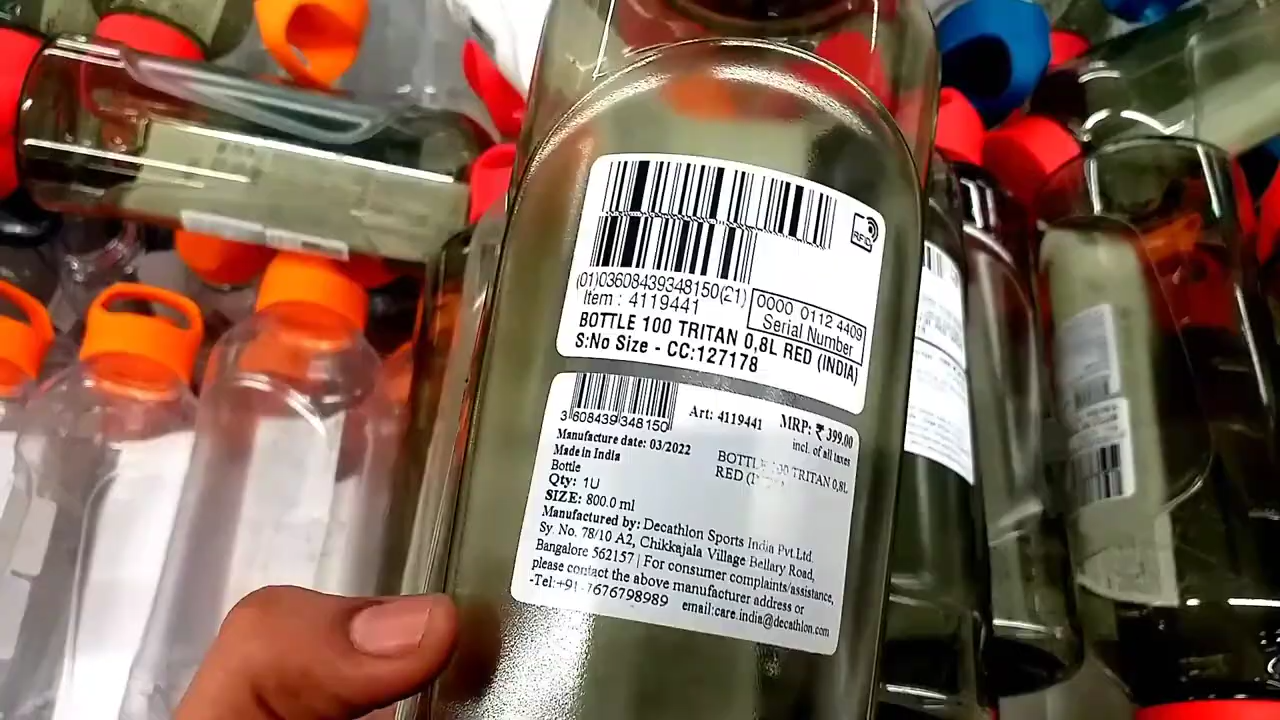 RFID
(01)03608439348150(21)
Item : 4119441
0000 0112 4409
Serial Number
BOTTLE 100 TRITAN 0,8L RED (INDIA)
S:No Size - CC:127178
3 608439 348150
Art: 4119441
MRP: ₹ 399.00
incl. of all taxes
Manufacture date: 03/2022
Made in India
Bottle
Qty: 1U
SIZE: 800.0 ml
TRITAN 0,8L
RED
Manufactured by: Decathlon Sports India Pvt.Ltd.
Sy. No. 78/10 A2, Chikkajala Village Bellary Road,
Bangalore 562157 | For consumer complaints/assistance,
please contact the above manufacturer address or
-Tel:+91-7676798989 email:care.india@decathlon.com